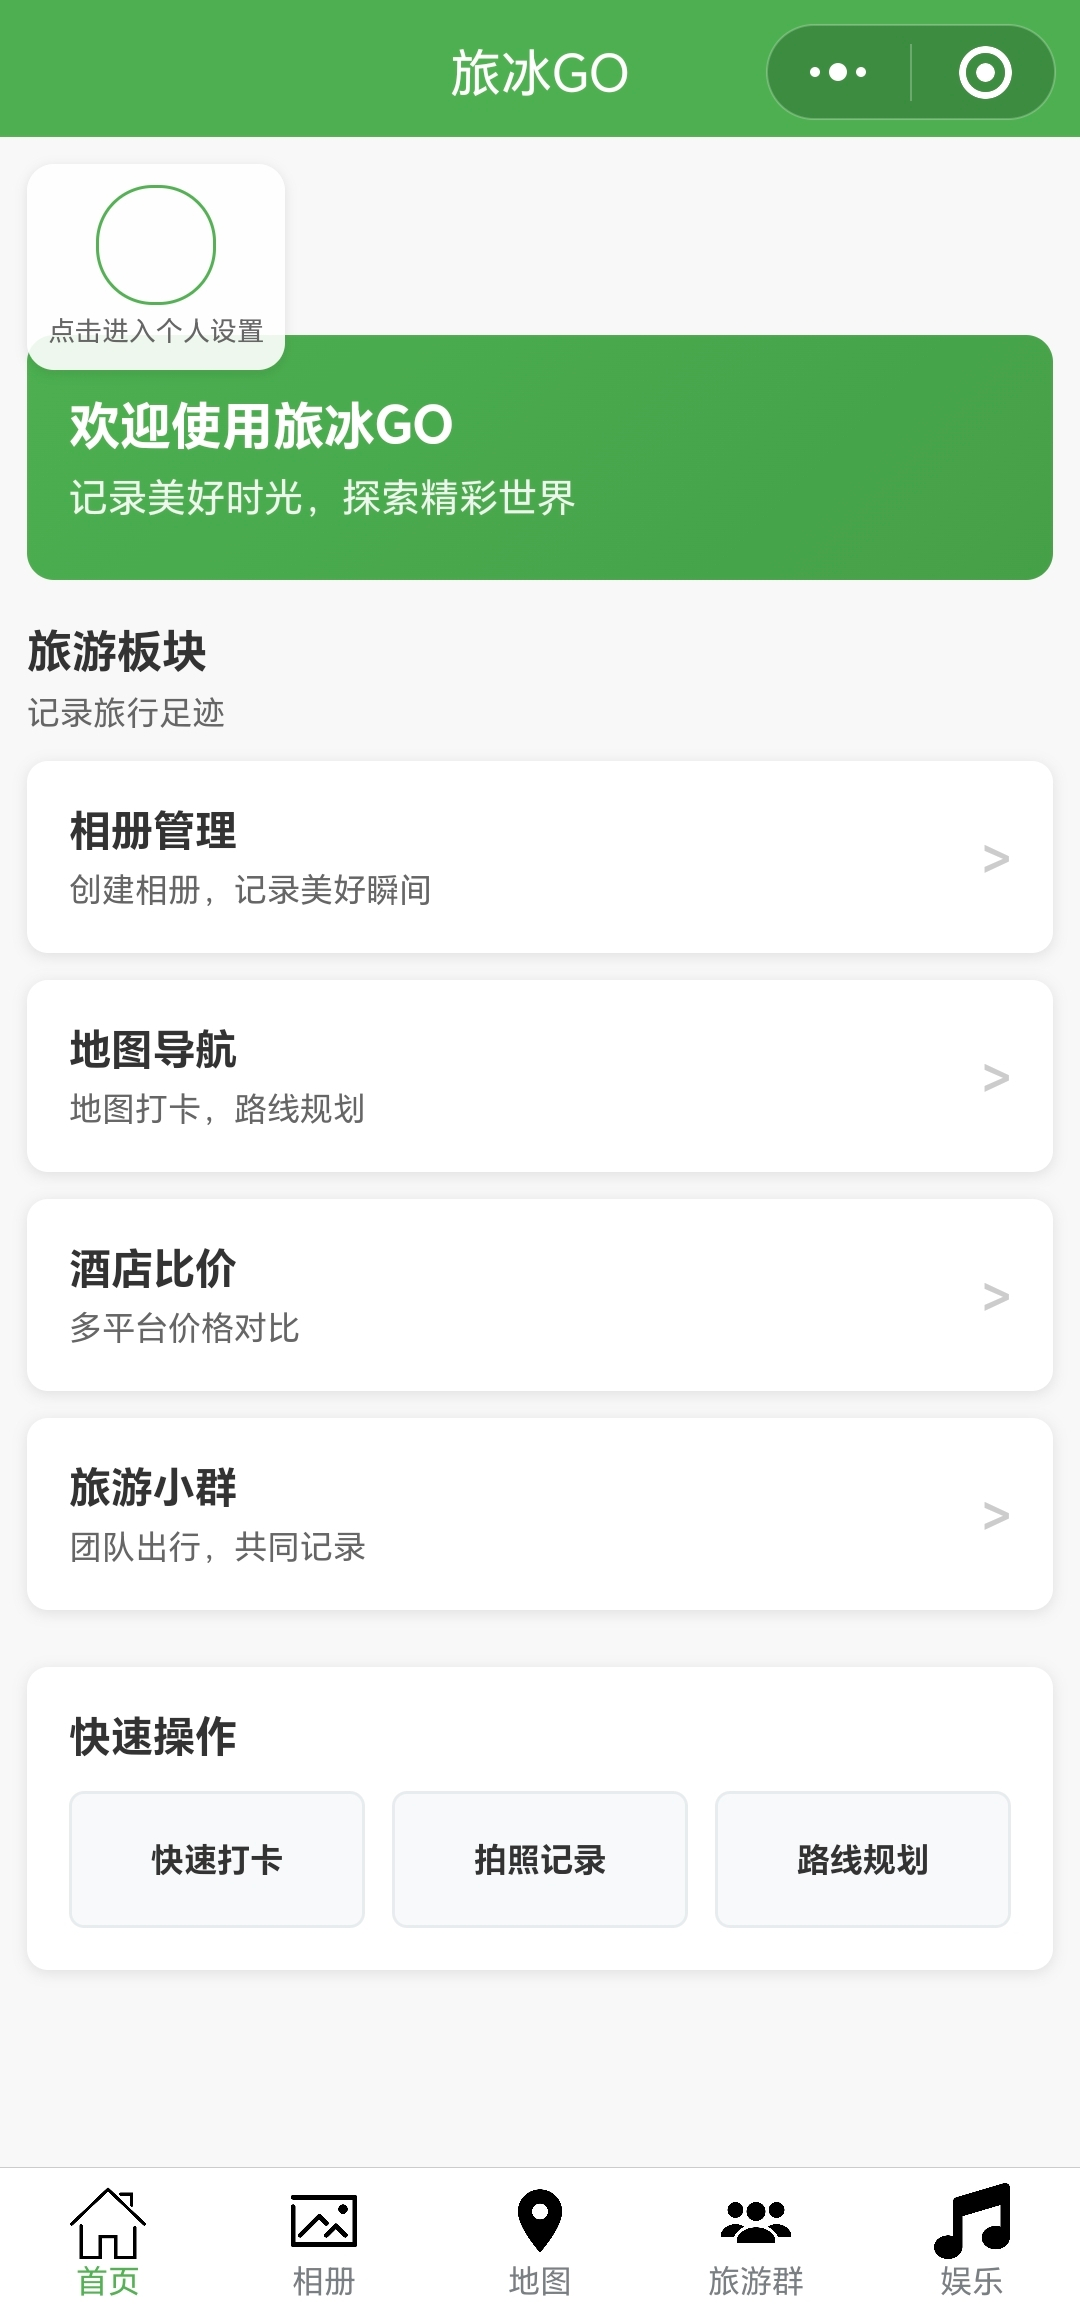 旅冰GO
点击进入个人设置
欢迎使用旅冰GO
记录美好时光，探索精彩世界
旅游板块
记录旅行足迹
相册管理
创建相册，记录美好瞬间
>
地图导航
地图打卡，路线规划
>
酒店比价
多平台价格对比
>
旅游小群
团队出行，共同记录
>
快速操作
快速打卡 拍照记录 路线规划
首页 相册 地图 旅游群 娱乐